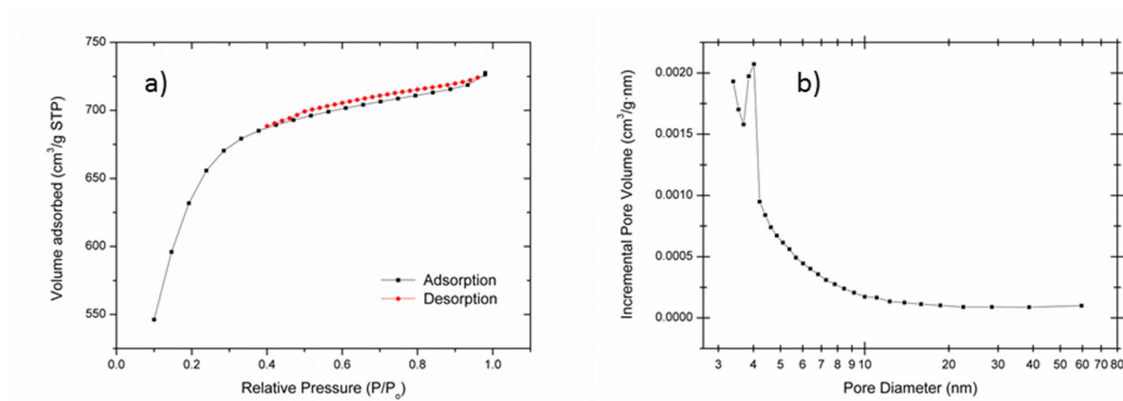 a)
750
700
650
600
550
Volume adsorbed (cm³/g STP)
Adsorption
Desorption
0.0 0.2 0.4 0.6 0.8 1.0
Relative Pressure (P/Pₒ)
b)
0.0020
0.0015
0.0010
0.0005
0.0000
Incremental Pore Volume (cm³/g·nm)
3 4 5 6 7 8 9 10 20 30 40 50 60 70 80
Pore Diameter (nm)